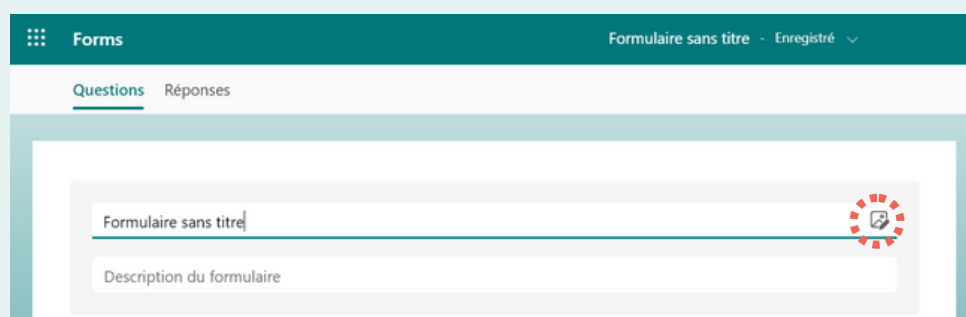 Forms
Formulaire sans titre - Enregistré
Questions Réponses
Formulaire sans titre
Description du formulaire